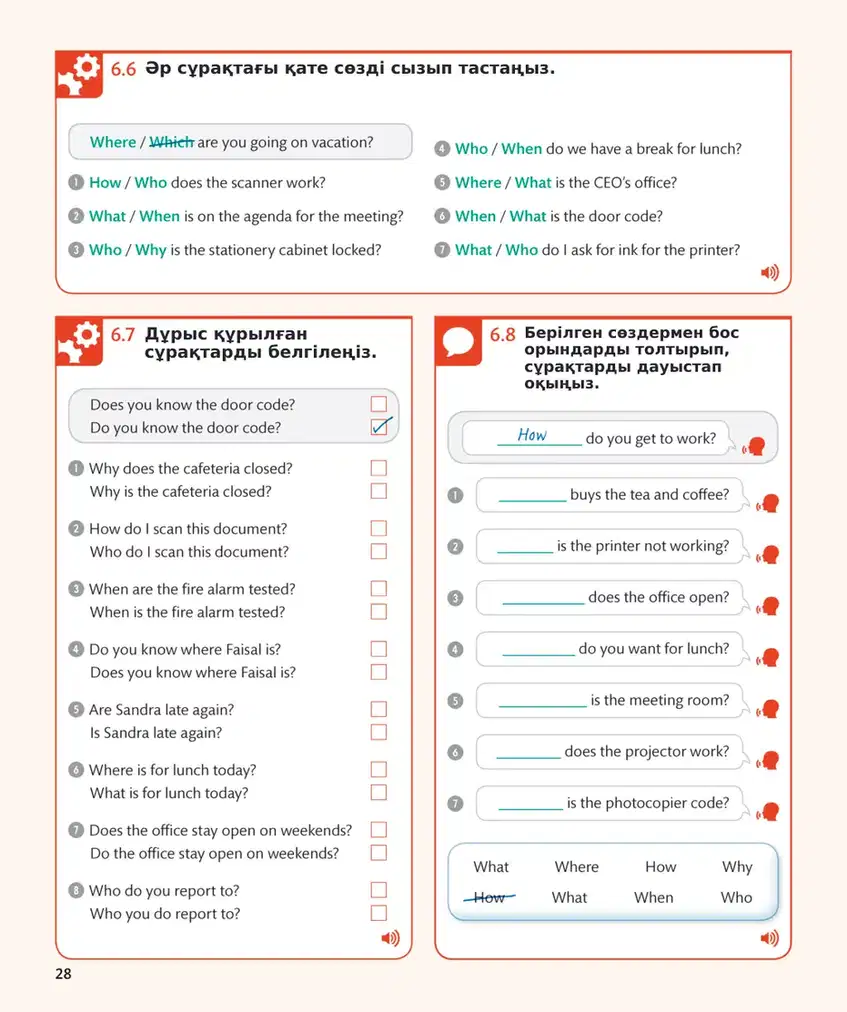 6.6 Әр сұрақтағы қате сөзді сызып тастаңыз.
Where / Which are you going on vacation?
1 How / Who does the scanner work?
2 What / When is on the agenda for the meeting?
3 Who / Why is the stationery cabinet locked?
4 Who / When do we have a break for lunch?
5 Where / What is the CEO's office?
6 When / What is the door code?
7 What / Who do I ask for ink for the printer?
6.7 Дұрыс құрылған
сұрақтарды белгілеңіз.
Does you know the door code?
Do you know the door code?
1 Why does the cafeteria closed?
Why is the cafeteria closed?
2 How do I scan this document?
Who do I scan this document?
3 When are the fire alarm tested?
When is the fire alarm tested?
4 Do you know where Faisal is?
Does you know where Faisal is?
5 Are Sandra late again?
Is Sandra late again?
6 Where is for lunch today?
What is for lunch today?
7 Does the office stay open on weekends?
Do the office stay open on weekends?
8 Who do you report to?
Who you do report to?
6.8 Берілген сөздермен бос
орындарды толтырып,
сұрақтарды дауыстап
оқыңыз.
How do you get to work?
1 buys the tea and coffee?
2 is the printer not working?
3 does the office open?
4 do you want for lunch?
5 is the meeting room?
6 does the projector work?
7 is the photocopier code?
What Where How Why
How What When Who
28